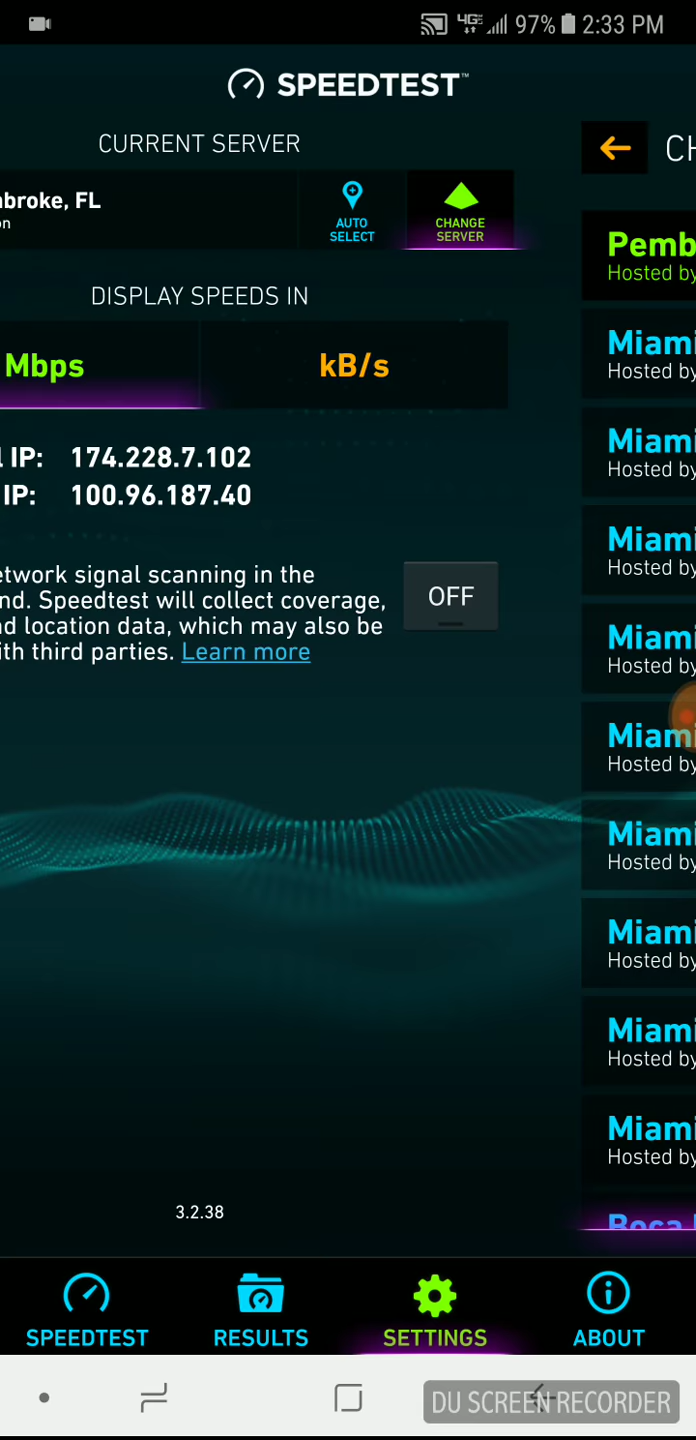 4GE 97% 2:33 PM
SPEEDTEST™
CURRENT SERVER
CH
broke, FL
on
AUTO
SELECT
CHANGE
SERVER
DISPLAY SPEEDS IN
Mbps
kB/s
l IP: 174.228.7.102
IP: 100.96.187.40
etwork signal scanning in the
nd. Speedtest will collect coverage,
d location data, which may also be
ith third parties. Learn more
OFF
Pemb
Hosted by
Miami
Hosted by
Miami
Hosted by
Miami
Hosted by
Miami
Hosted by
Miami
Hosted by
Miami
Hosted by
Miami
Hosted by
Miami
Hosted by
Miami
Hosted by
Boca
3.2.38
SPEEDTEST
RESULTS
SETTINGS
ABOUT
DU SCREEN RECORDER